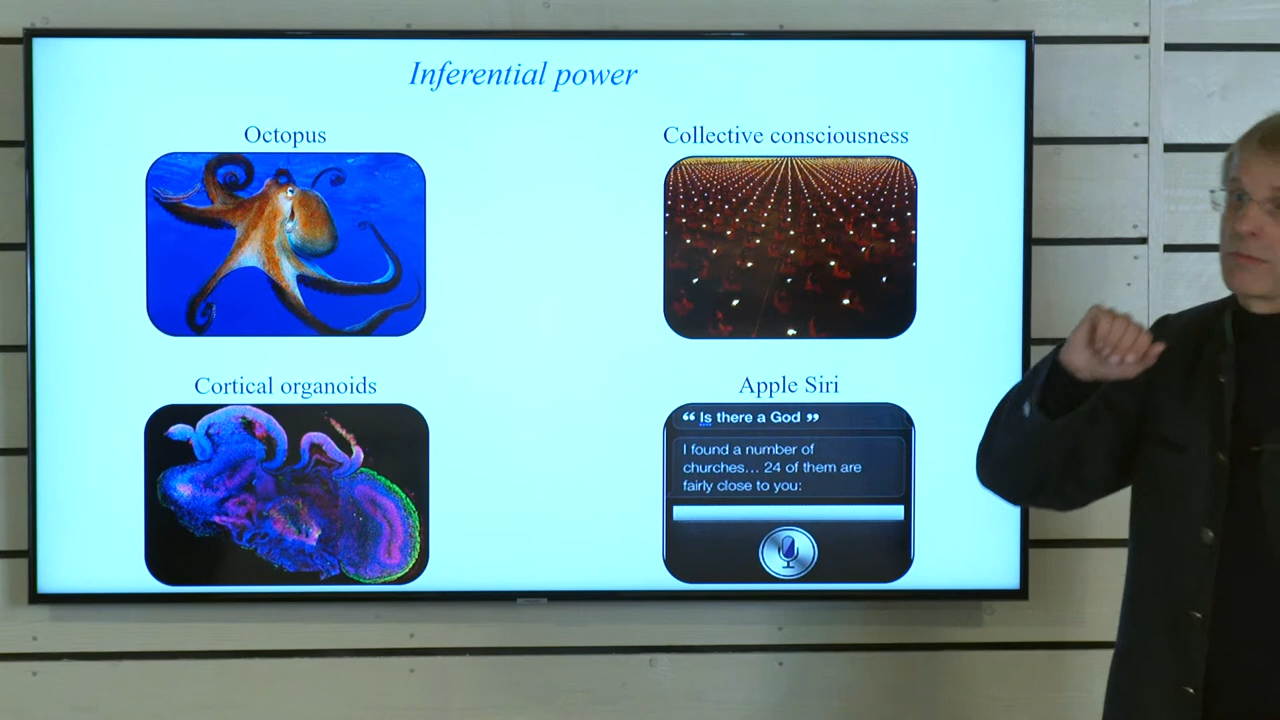 Inferential power
Octopus
Collective consciousness
Cortical organoids
Apple Siri
“ Is there a God ”
I found a number of
churches... 24 of them are
fairly close to you: